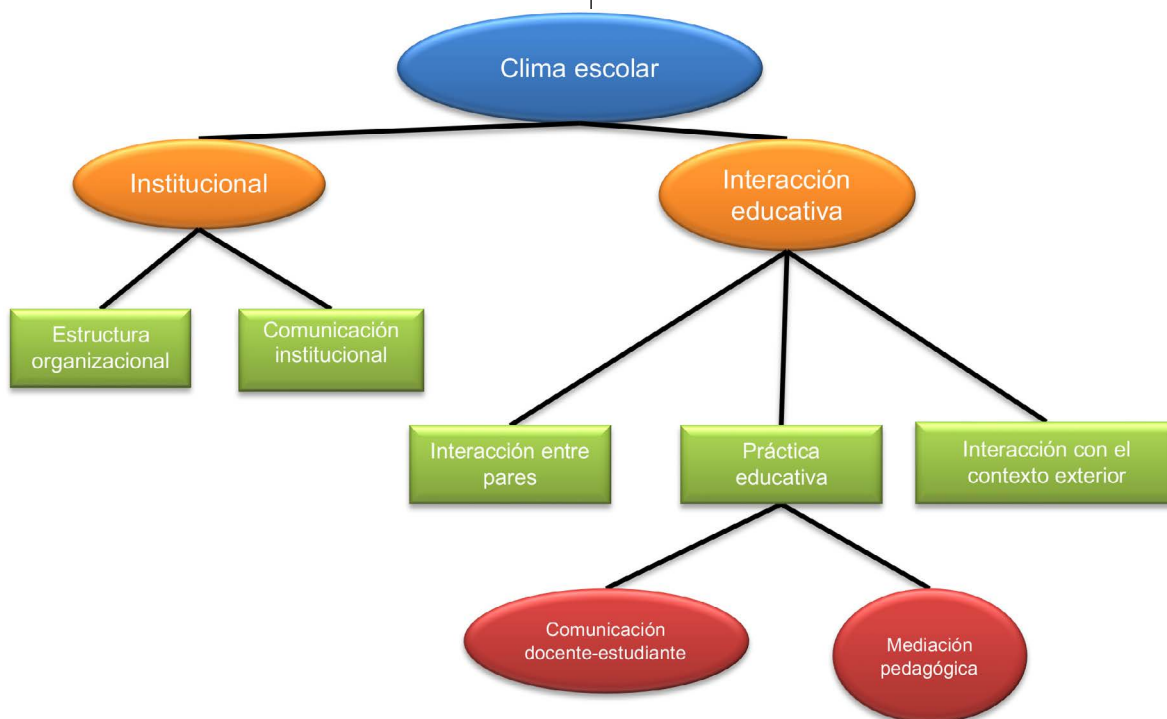 Clima escolar
Institucional
Interacción
educativa
Estructura
organizacional
Comunicación
institucional
Interacción entre
pares
Práctica
educativa
Interacción con el
contexto exterior
Comunicación
docente-estudiante
Mediación
pedagógica